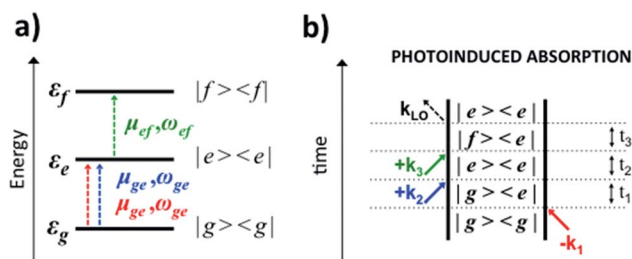 a)
Energy
ε_f
|f><f|
μ_ef,ω_ef
ε_e
|e><e|
μ_ge,ω_ge
μ_ge,ω_ge
ε_g
|g><g|
b)
PHOTOINDUCED ABSORPTION
time
k_LO
|e><e|
|f><e|
t_3
+k_3
|e><e|
t_2
+k_2
|g><e|
t_1
|g><g|
-k_1